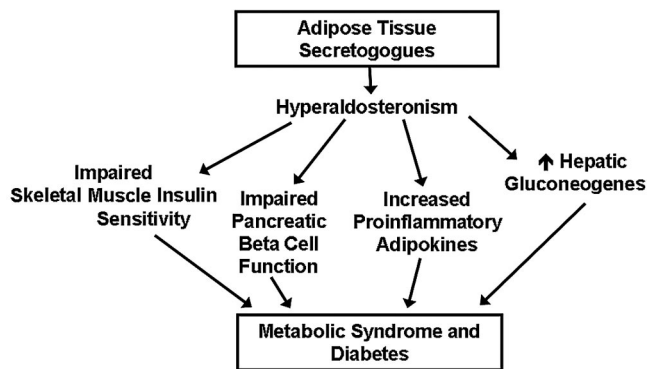 Adipose Tissue
Secretogogues
Hyperaldosteronism
Impaired
Skeletal Muscle Insulin
Sensitivity
Impaired
Pancreatic
Beta Cell
Function
Increased
Proinflammatory
Adipokines
↑ Hepatic
Gluconeogenes
Metabolic Syndrome and
Diabetes